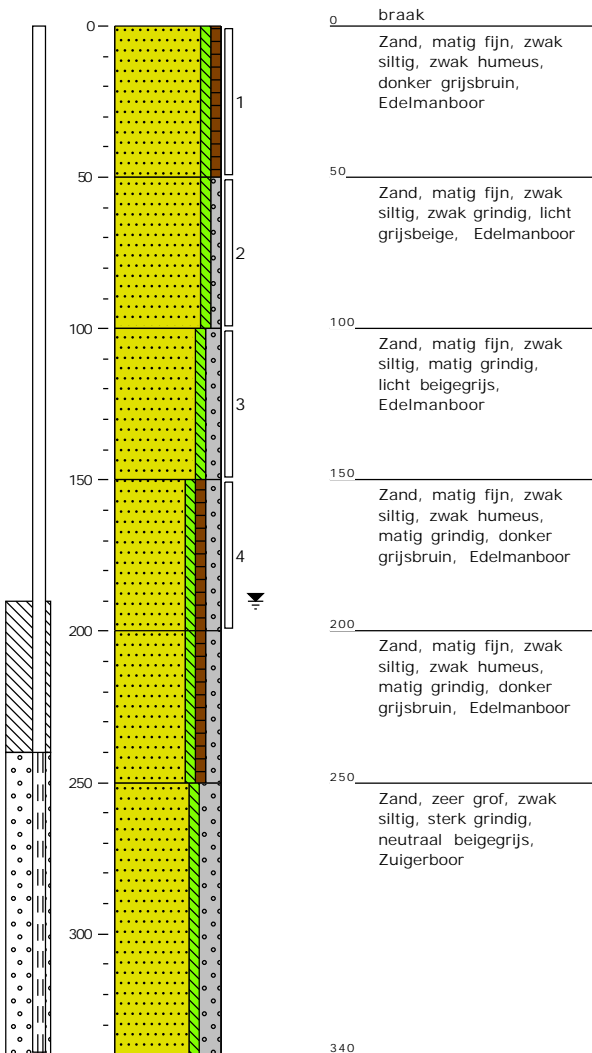 0
50
100
150
200
250
300
1
2
3
4
0
braak
Zand, matig fijn, zwak
siltig, zwak humeus,
donker grijsbruin,
Edelmanboor
50
Zand, matig fijn, zwak
siltig, zwak grindig, licht
grijsbeige, Edelmanboor
100
Zand, matig fijn, zwak
siltig, matig grindig,
licht beigegrijs,
Edelmanboor
150
Zand, matig fijn, zwak
siltig, zwak humeus,
matig grindig, donker
grijsbruin, Edelmanboor
200
Zand, matig fijn, zwak
siltig, zwak humeus,
matig grindig, donker
grijsbruin, Edelmanboor
250
Zand, zeer grof, zwak
siltig, sterk grindig,
neutraal beigegrijs,
Zuigerboor
340